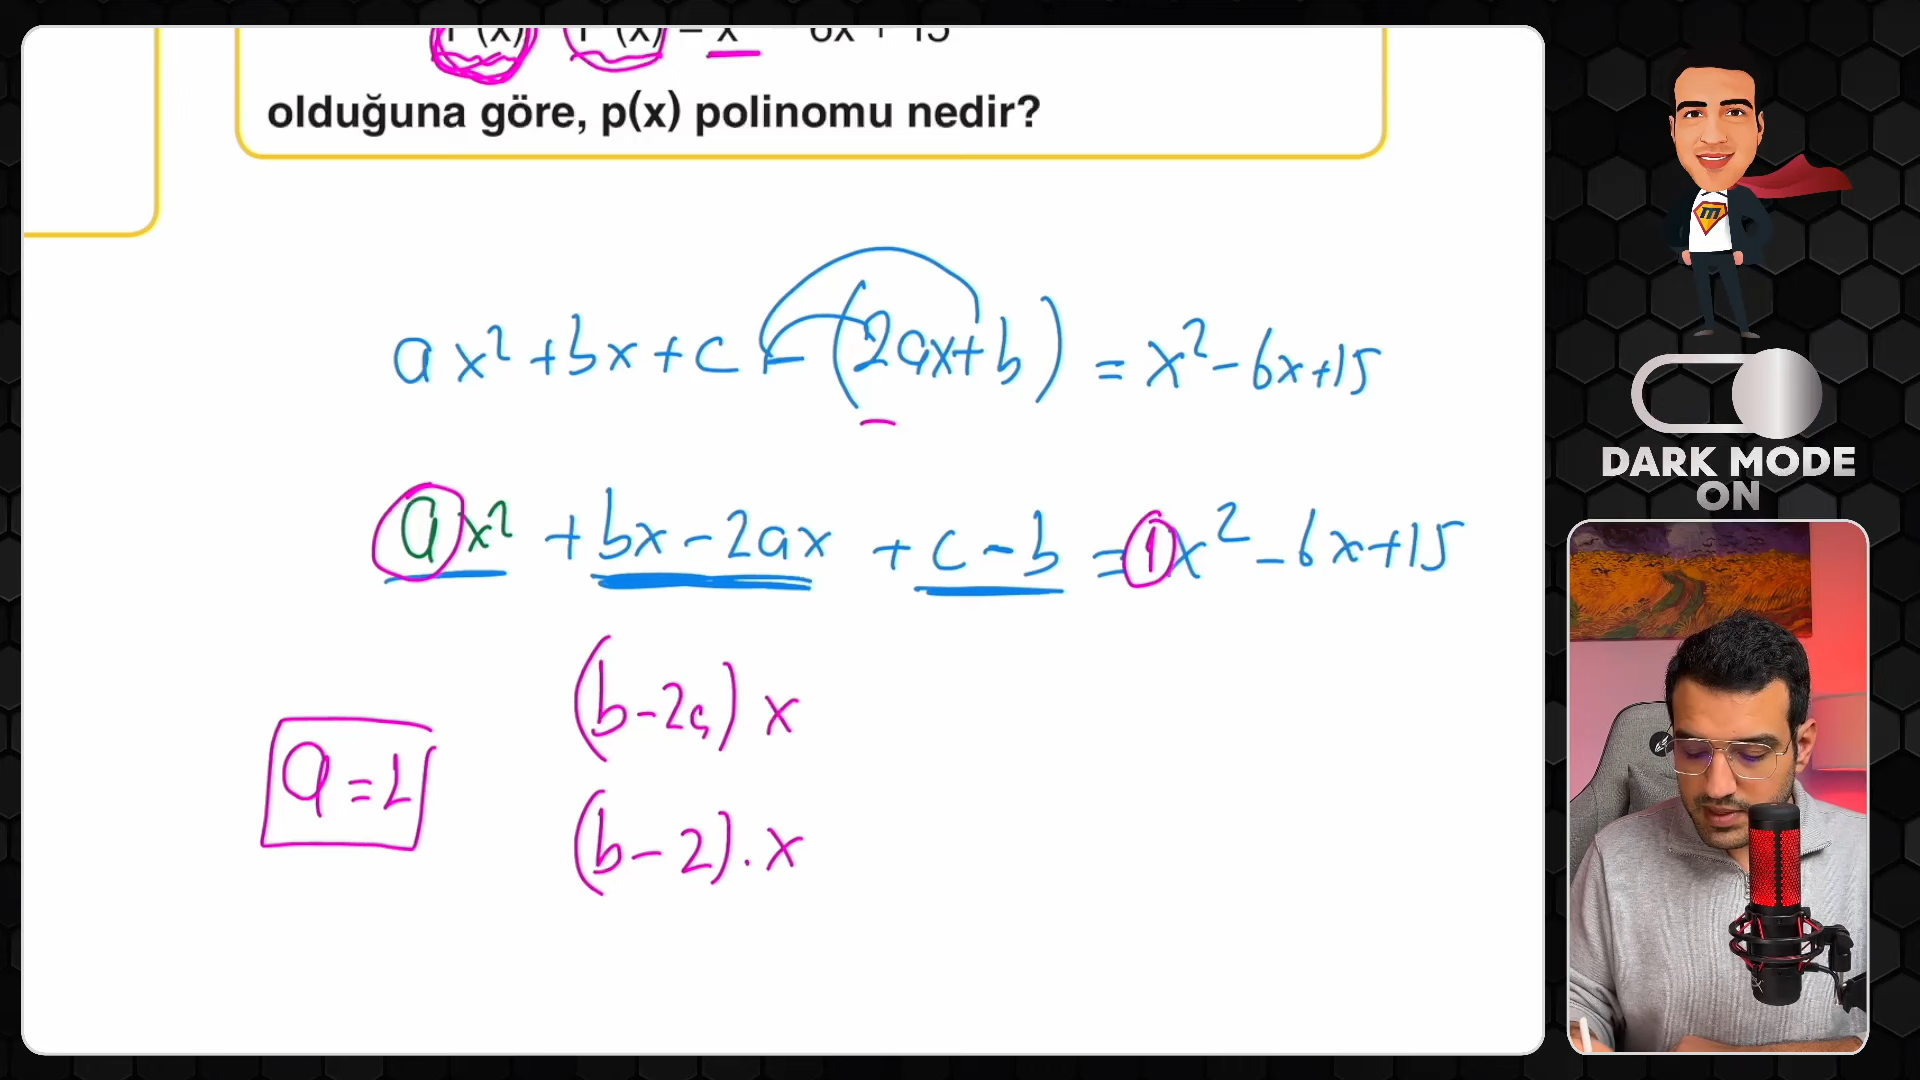 olduğuna göre, p(x) polinomu nedir?
ax² + bx + c - (2ax + b) = x² - 6x + 15
ax² + bx - 2ax + c - b = 1x² - 6x + 15
(b - 2a) x
a = 1
(b - 2) . x
m
DARK MODE
ON